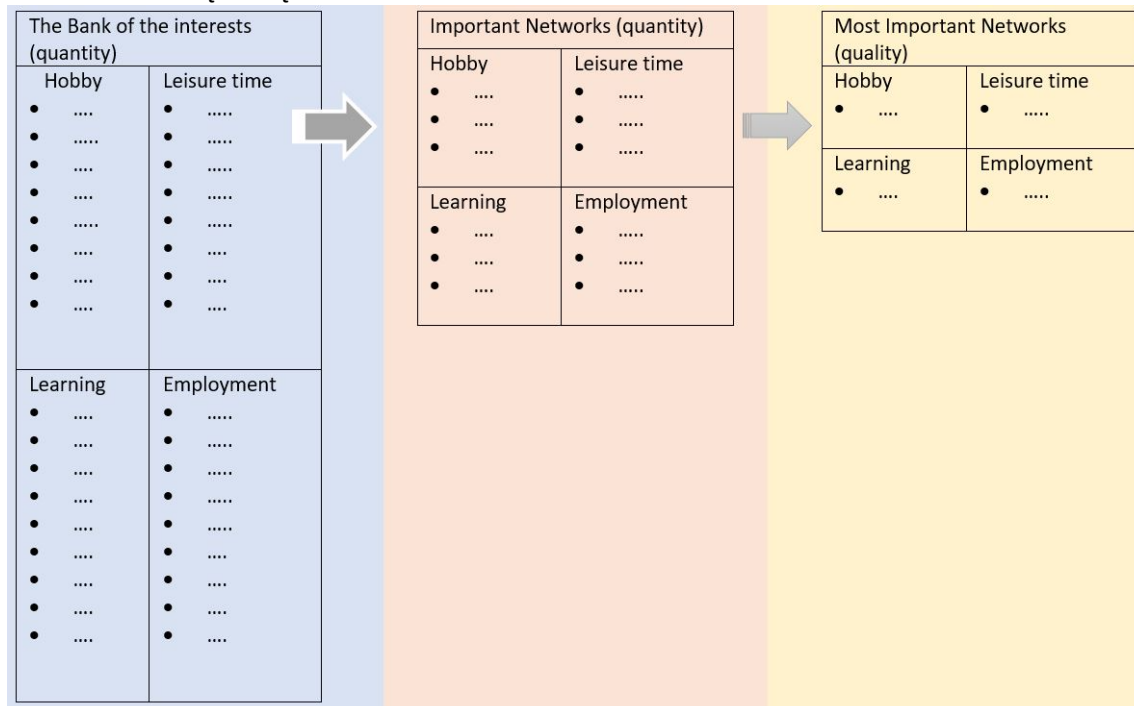 The Bank of the interests
(quantity)
Hobby
• ....
• .....
• ....
• ....
• .....
• ....
• ....
• ....
Leisure time
• .....
• .....
• .....
• .....
• .....
• ....
• ....
• ....
Learning
• ....
• ....
• ....
• ....
• ....
• ....
• ....
• ....
• ....
Employment
• .....
• .....
• .....
• .....
• .....
• ....
• ....
• ....
• ....
Important Networks (quantity)
Hobby
• ....
• ....
• ....
Leisure time
• .....
• .....
• .....
Learning
• ....
• ....
• ....
Employment
• .....
• .....
• .....
Most Important Networks
(quality)
Hobby
• ....
Leisure time
• .....
Learning
• ....
Employment
• .....